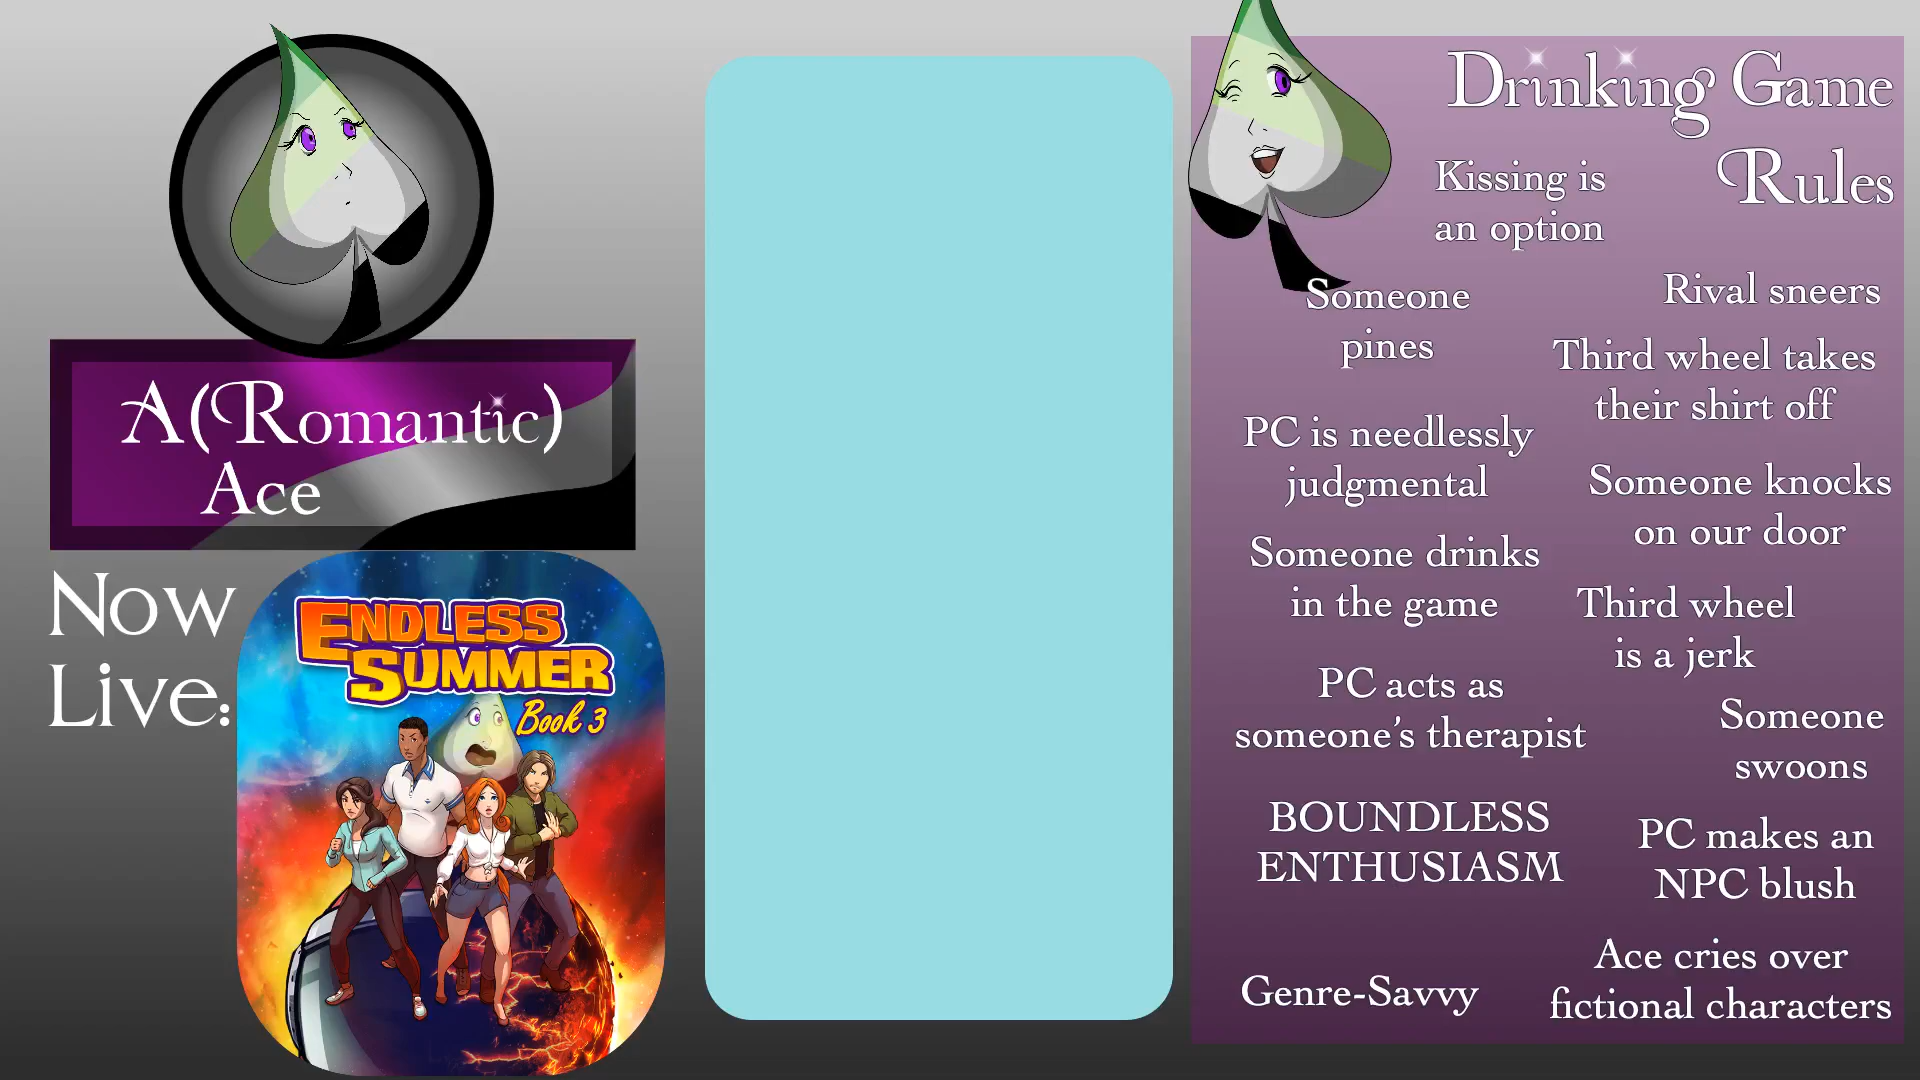 A(Romantic)
Ace
Now
Live:
ENDLESS
SUMMER
Book 3
Drinking Game
Rules
Kissing is
an option
Someone
pines
Rival sneers
Third wheel takes
their shirt off
PC is needlessly
judgmental
Someone knocks
on our door
Someone drinks
in the game
Third wheel
is a jerk
PC acts as
someone's therapist
Someone
swoons
BOUNDLESS
ENTHUSIASM
PC makes an
NPC blush
Genre-Savvy
Ace cries over
fictional characters